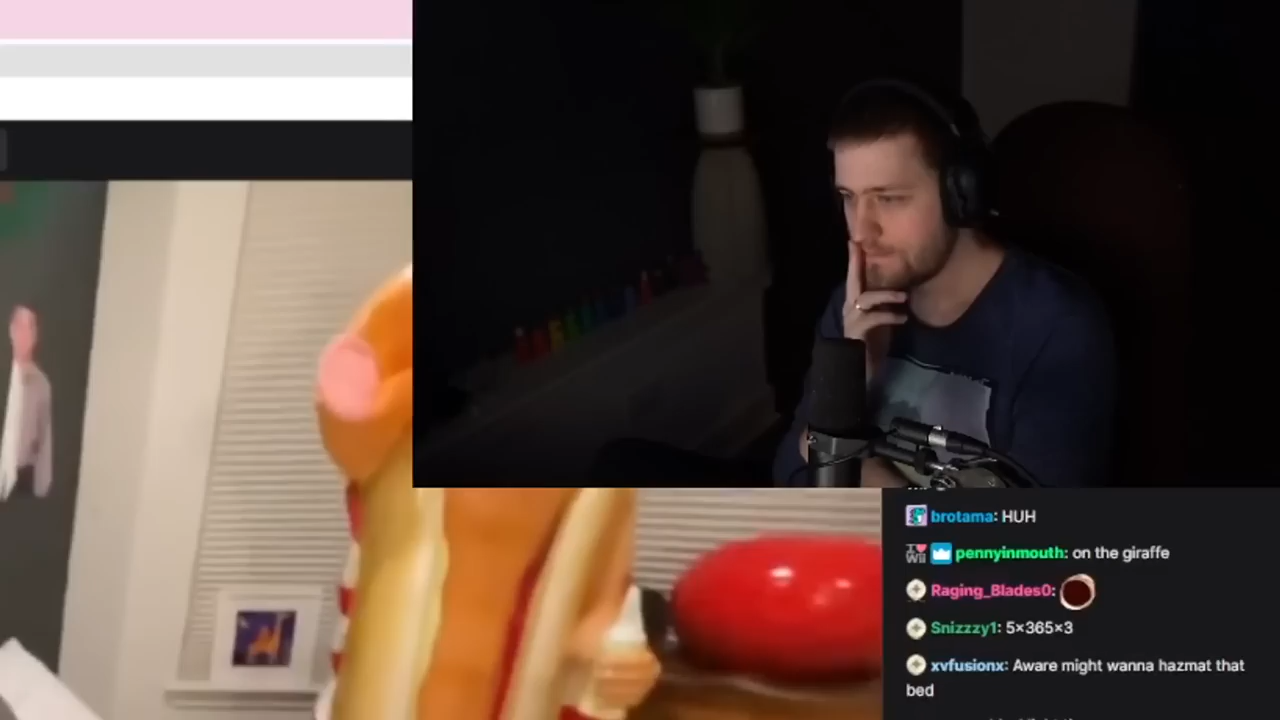 brotama: HUH
pennyinmouth: on the giraffe
Raging_Blades0:
Snizzzy1: 5×365×3
xvfusionx: Aware might wanna hazmat that
bed